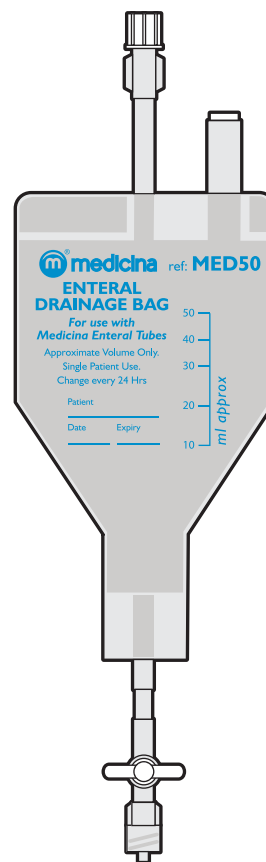 m® medicina ref: MED50
ENTERAL
DRAINAGE BAG
For use with
Medicina Enteral Tubes
Approximate Volume Only.
Single Patient Use.
Change every 24 Hrs
Patient
Date Expiry
50
40
30
20
10
ml approx